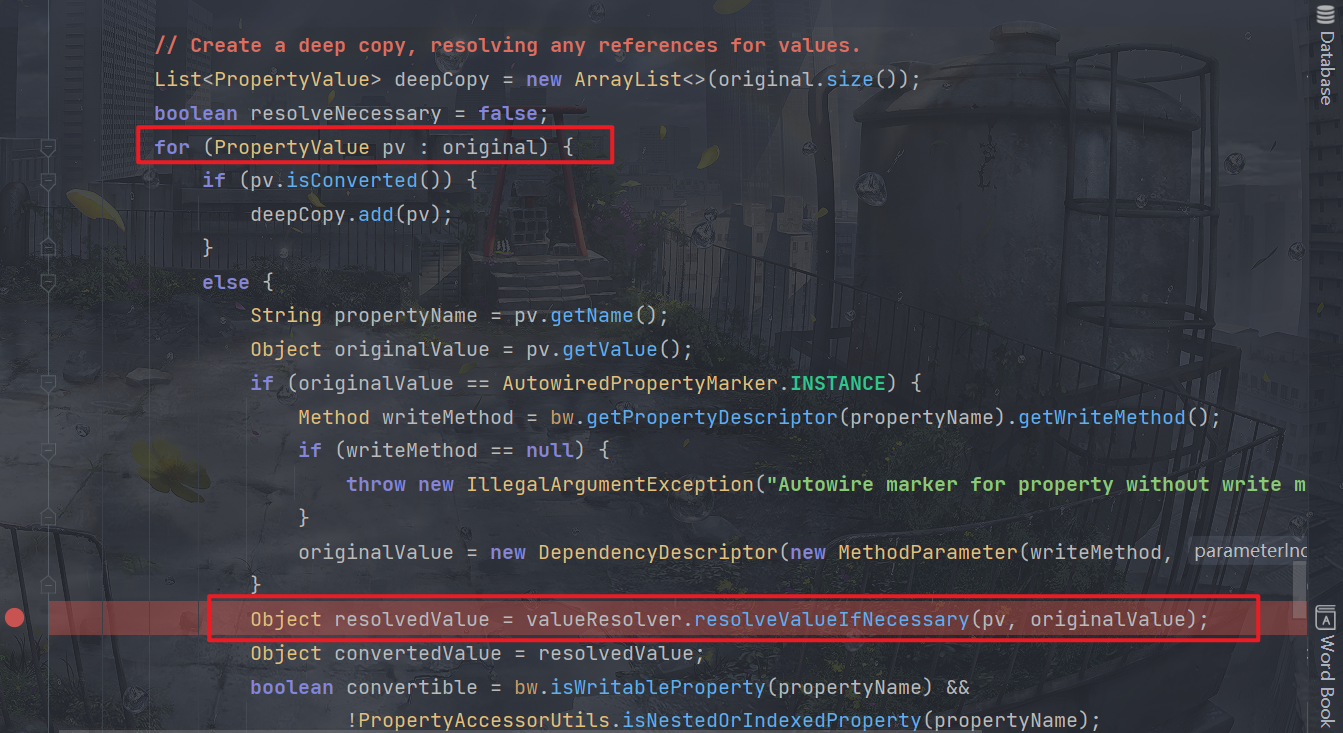 // Create a deep copy, resolving any references for values.
List<PropertyValue> deepCopy = new ArrayList<>(original.size());
boolean resolveNecessary = false;
for (PropertyValue pv : original) {
if (pv.isConverted()) {
deepCopy.add(pv);
}
else {
String propertyName = pv.getName();
Object originalValue = pv.getValue();
if (originalValue == AutowiredPropertyMarker.INSTANCE) {
Method writeMethod = bw.getPropertyDescriptor(propertyName).getWriteMethod();
if (writeMethod == null) {
throw new IllegalArgumentException("Autowire marker for property without write m
}
originalValue = new DependencyDescriptor(new MethodParameter(writeMethod, parameterInd
}
Object resolvedValue = valueResolver.resolveValueIfNecessary(pv, originalValue);
Object convertedValue = resolvedValue;
boolean convertible = bw.isWritableProperty(propertyName) &&
!PropertyAccessorUtils.isNestedOrIndexedProperty(propertyName);
Database
A
Word Book